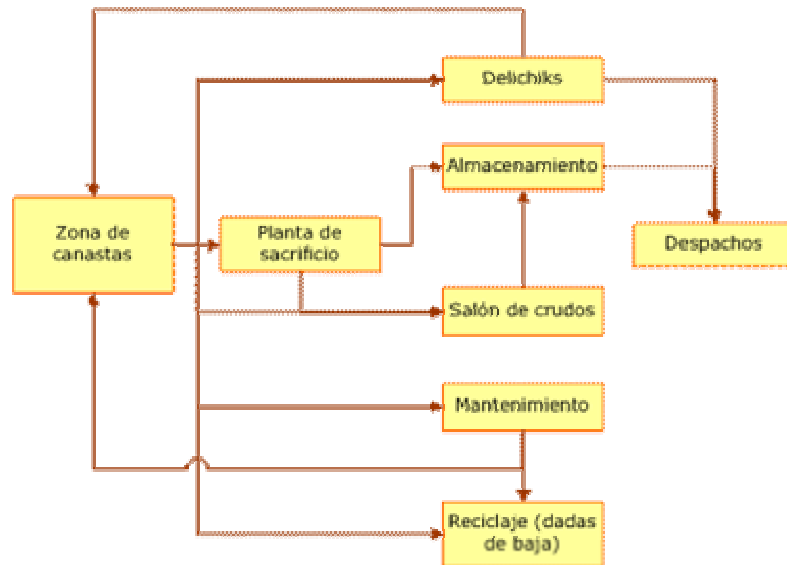 Delichiks
Almacenamiento
Zona de
canastas
Planta de
sacrificio
Despachos
Salón de crudos
Mantenimiento
Reciclaje (dadas
de baja)